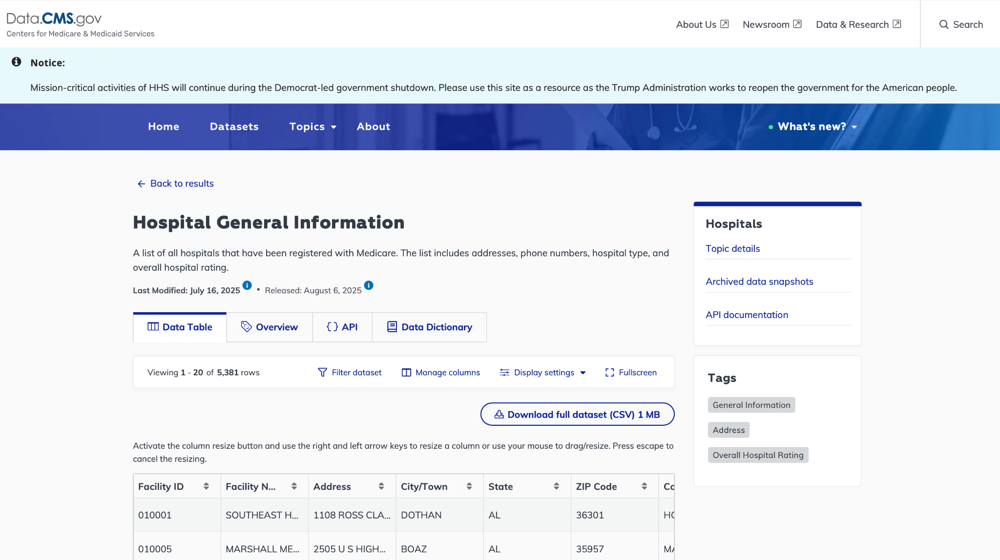 Data.CMS.gov
Centers for Medicare & Medicaid Services
About Us
Newsroom
Data & Research
Search
Notice:
Mission-critical activities of HHS will continue during the Democrat-led government shutdown. Please use this site as a resource as the Trump Administration works to reopen the government for the American people.
Home
Datasets
Topics
About
What's new?
Back to results
Hospital General Information
A list of all hospitals that have been registered with Medicare. The list includes addresses, phone numbers, hospital type, and
overall hospital rating.
Last Modified: July 16, 2025 • Released: August 6, 2025
Data Table
Overview
API
Data Dictionary
Viewing 1 - 20 of 5,381 rows
Filter dataset
Manage columns
Display settings
Fullscreen
Download full dataset (CSV) 1 MB
Activate the column resize button and use the right and left arrow keys to resize a column or use your mouse to drag/resize. Press escape to
cancel the resizing.
Facility ID Facility N... Address City/Town State ZIP Code Co
010001 SOUTHEAST H... 1108 ROSS CLA... DOTHAN AL 36301 HO
010005 MARSHALL ME... 2505 U S HIGH... BOAZ AL 35957 MA
Hospitals
Topic details
Archived data snapshots
API documentation
Tags
General Information
Address
Overall Hospital Rating